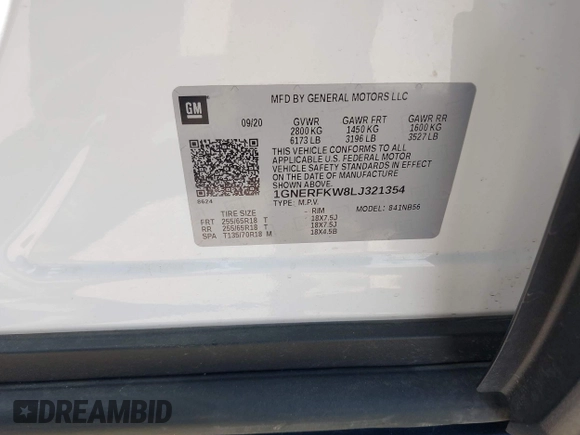 GM
MFD BY GENERAL MOTORS LLC
09/20 GVWR GAWR FRT GAWR RR
2800 KG 1450 KG 1600 KG
6173 LB 3196 LB 3527 LB
THIS VEHICLE CONFORMS TO ALL
APPLICABLE U.S. FEDERAL MOTOR
VEHICLE SAFETY STANDARDS IN EFFECT
ON THE DATE OF MANUFACTURE
SHOWN ABOVE.
1GNERFKW8LJ321354
TYPE: M.P.V. MODEL: 841NB56
8624
TIRE SIZE RIM
FRT 255/65R18 T 18X7.5J
RR 255/65R18 T 18X7.5J
SPA T135/70R18 M 18X4.5B
DREAMBID